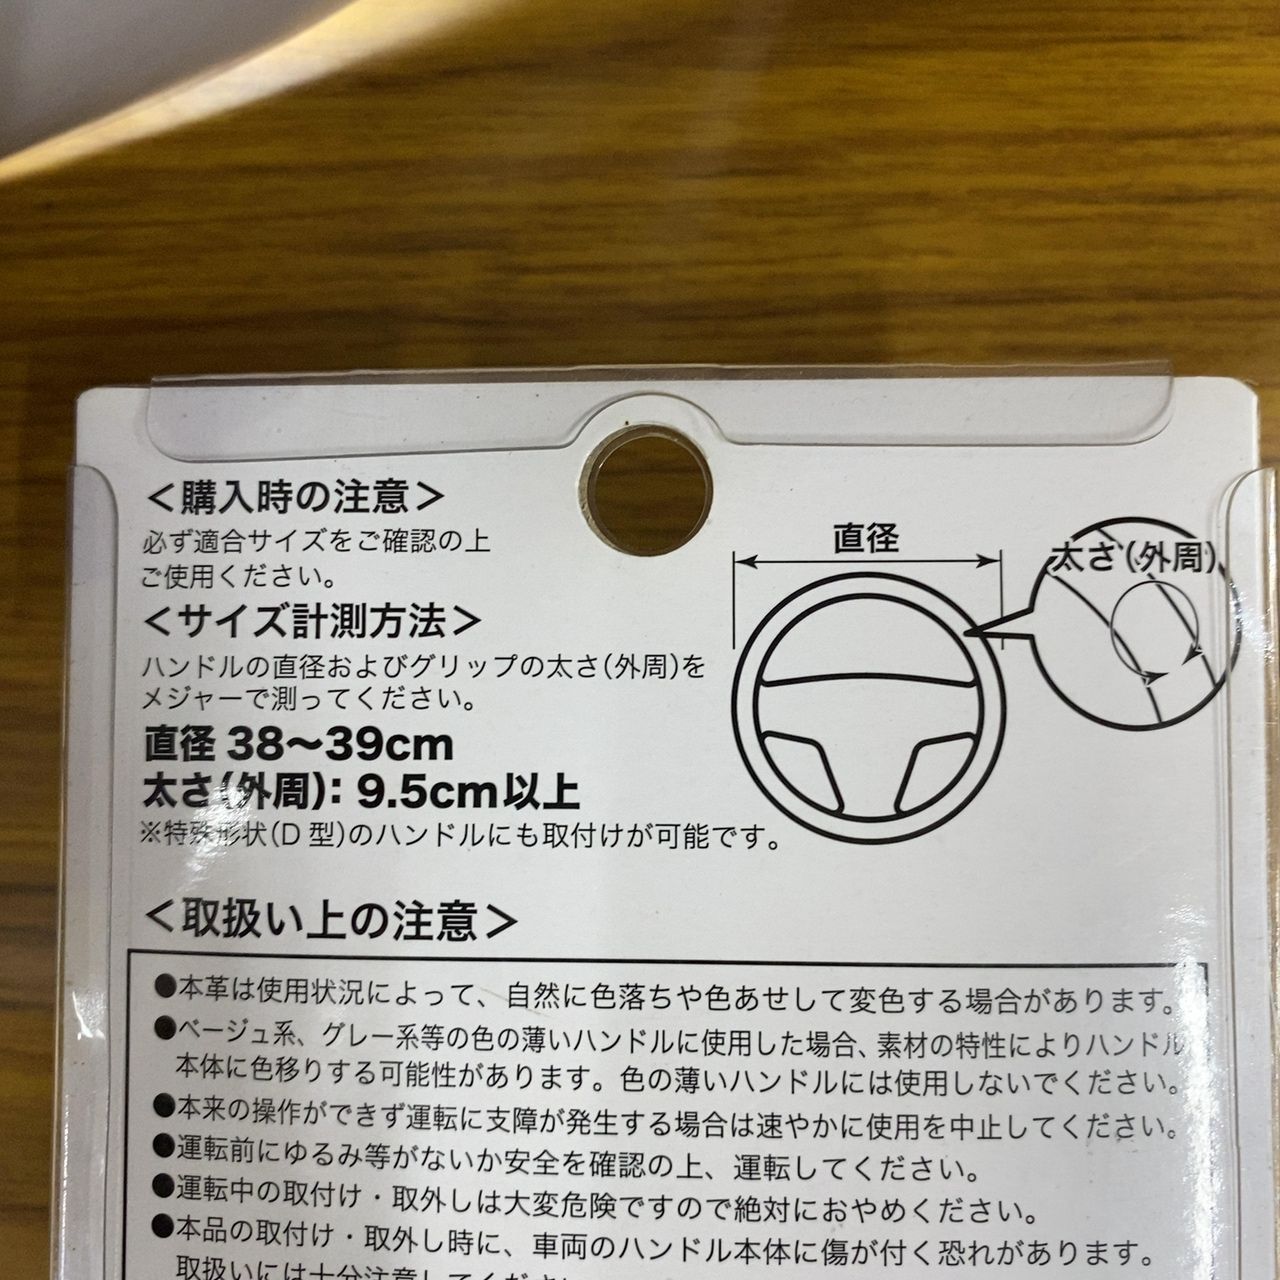 ＜購入時の注意＞
必ず適合サイズをご確認の上
ご使用ください。
＜サイズ計測方法＞
ハンドルの直径およびグリップの太さ(外周)を
メジャーで測ってください。
直径 38〜39cm
太さ(外周)：9.5cm以上
※特殊形状(D 型)のハンドルにも取付けが可能です。
直径
太さ(外周)
＜取扱い上の注意＞
●本革は使用状況によって、自然に色落ちや色あせして変色する場合があります。
●ベージュ系、グレー系等の色の薄いハンドルに使用した場合、素材の特性によりハンドル
本体に色移りする可能性があります。色の薄いハンドルには使用しないでください。
●本来の操作ができず運転に支障が発生する場合は速やかに使用を中止してください。
●運転前にゆるみ等がないか安全を確認の上、運転してください。
●運転中の取付け・取外しは大変危険ですので絶対におやめください。
●本品の取付け・取外し時に、車両のハンドル本体に傷が付く恐れがあります。
取扱いには十分注意してください